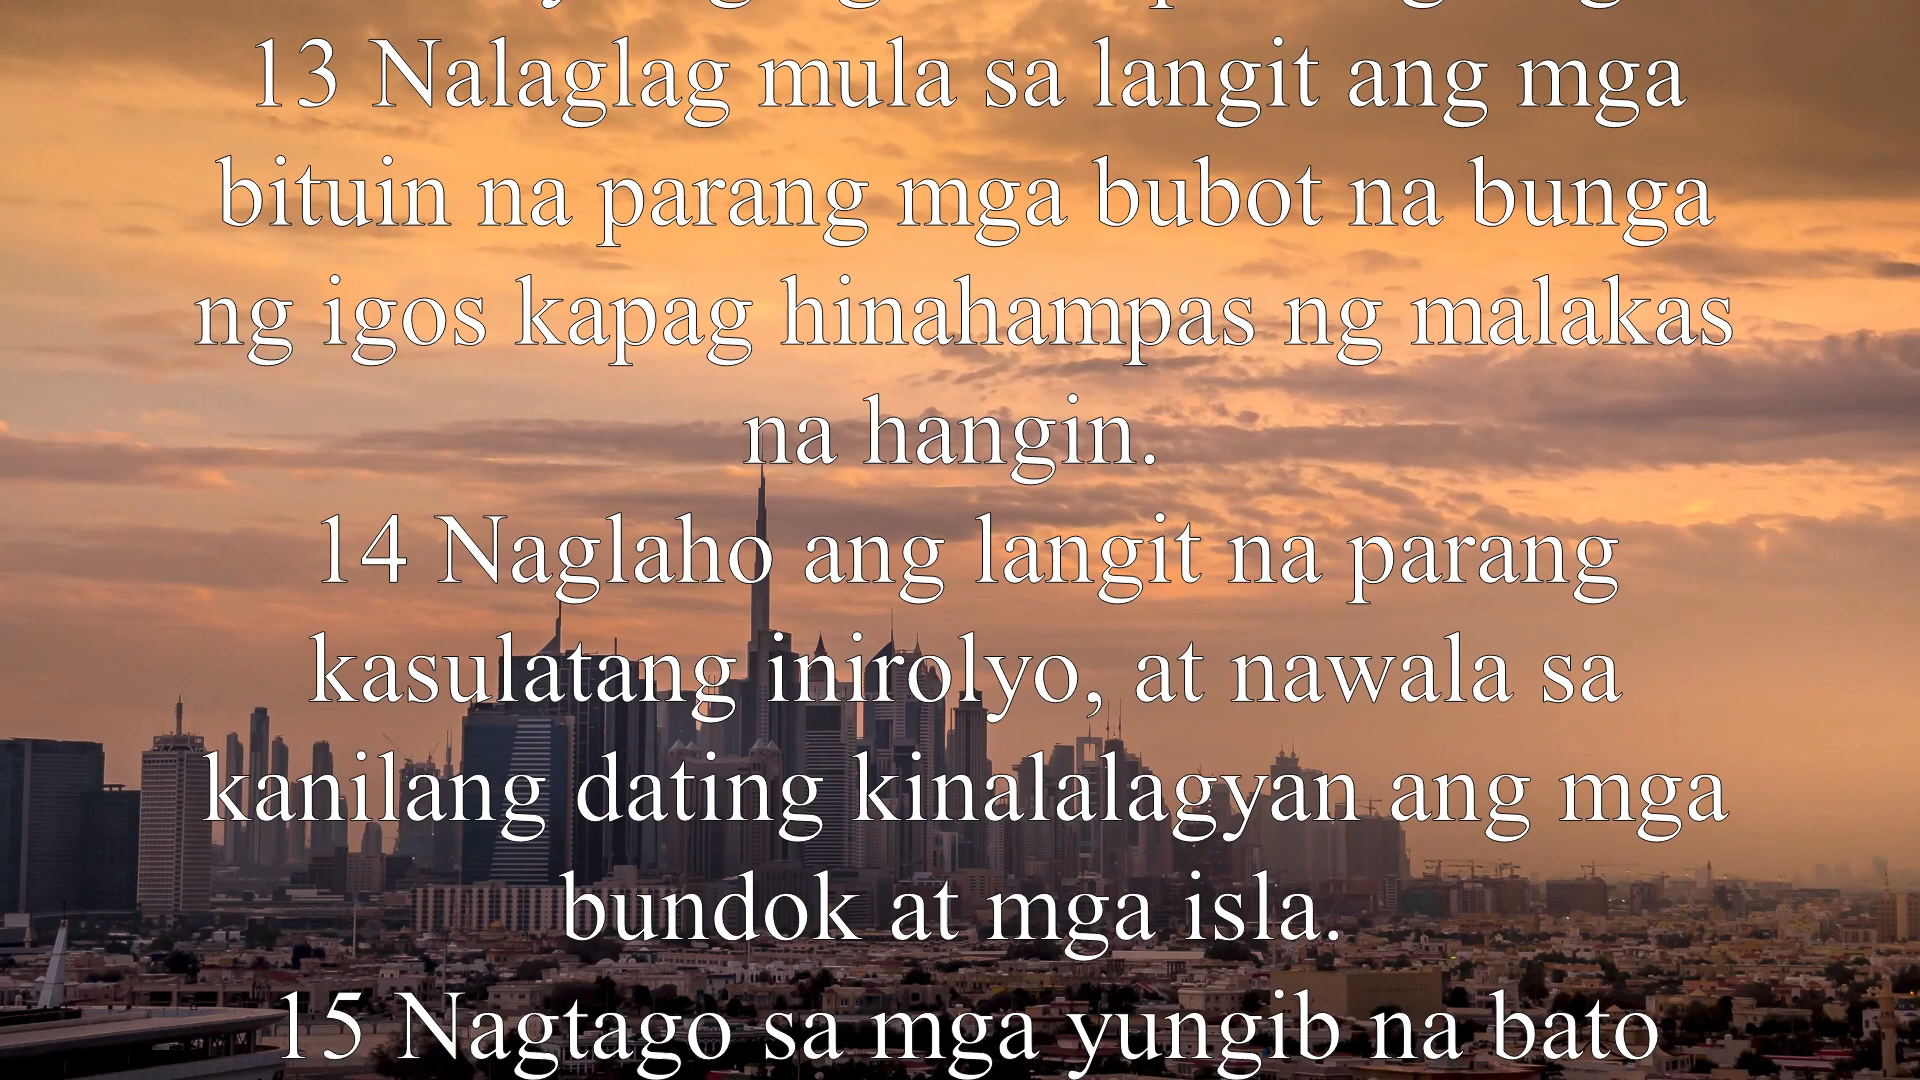 13 Nalaglag mula sa langit ang mga
bituin na parang mga bubot na bunga
ng igos kapag hinahampas ng malakas
na hangin.
14 Naglaho ang langit na parang
kasulatang inirolyo, at nawala sa
kanilang dating kinalalagyan ang mga
bundok at mga isla.
15 Nagtago sa mga yungib na bato